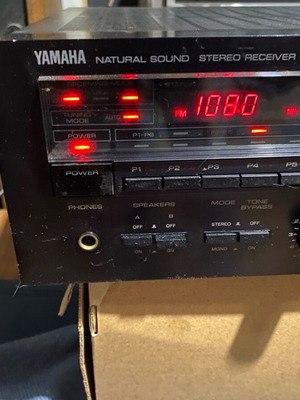 YAMAHA NATURAL SOUND STEREO RECEIVER
TUNING MODE AUTO
FM 1080
POWER P1-P6
POWER P1 P2 P3 P4 P5
PHONES SPEAKERS MODE TONE BYPASS
A B
OFF OFF STEREO OFF
ON ON MONO ON